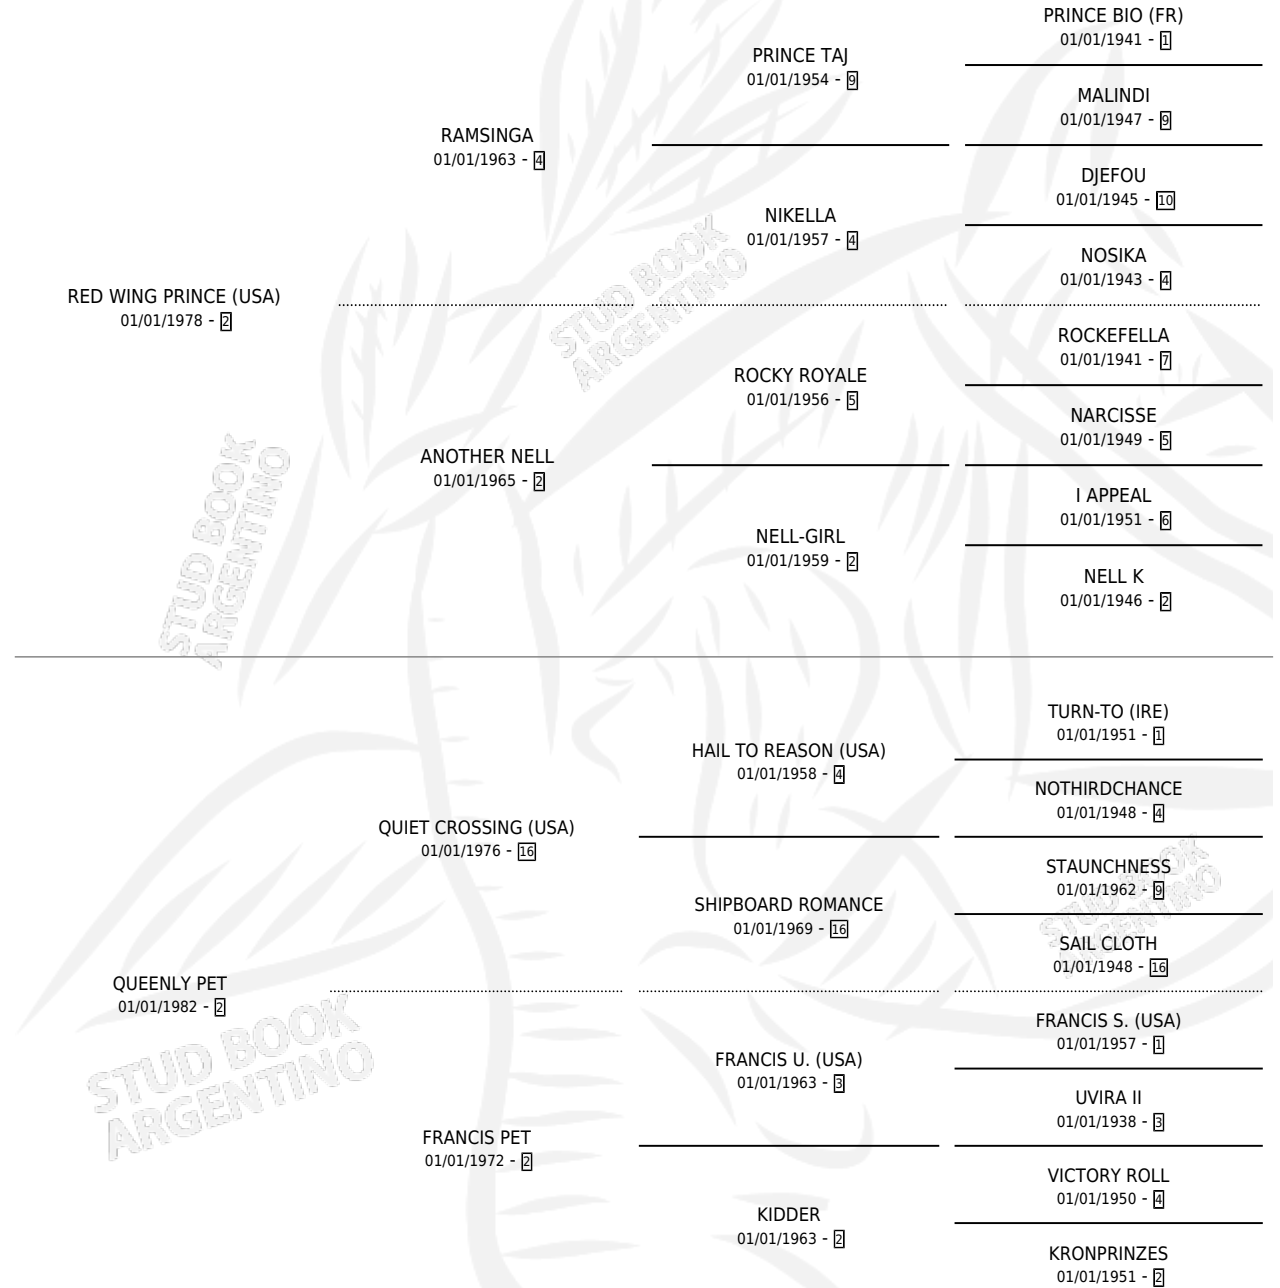 PRINCE BIO (FR)
01/01/1941 - 1
PRINCE TAJ
01/01/1954 - 9
MALINDI
01/01/1947 - 9
RAMSINGA
01/01/1963 - 4
DJEFOU
01/01/1945 - 10
NIKELLA
01/01/1957 - 4
NOSIKA
01/01/1943 - 4
RED WING PRINCE (USA)
01/01/1978 - 2
ROCKEFELLA
01/01/1941 - 7
ROCKY ROYALE
01/01/1956 - 5
NARCISSE
01/01/1949 - 5
ANOTHER NELL
01/01/1965 - 2
I APPEAL
01/01/1951 - 6
NELL-GIRL
01/01/1959 - 2
NELL K
01/01/1946 - 2
TURN-TO (IRE)
01/01/1951 - 1
HAIL TO REASON (USA)
01/01/1958 - 4
NOTHIRDCHANCE
01/01/1948 - 4
QUIET CROSSING (USA)
01/01/1976 - 16
STAUNCHNESS
01/01/1962 - 9
SHIPBOARD ROMANCE
01/01/1969 - 16
SAIL CLOTH
01/01/1948 - 16
QUEENLY PET
01/01/1982 - 2
FRANCIS S. (USA)
01/01/1957 - 1
FRANCIS U. (USA)
01/01/1963 - 3
UVIRA II
01/01/1938 - 3
FRANCIS PET
01/01/1972 - 2
VICTORY ROLL
01/01/1950 - 4
KIDDER
01/01/1963 - 2
KRONPRINZES
01/01/1951 - 2
STUD BOOK
ARGENTINO
STUD BOOK
ARGENTINO
STUD BOOK
ARGENTINO
STUD BOOK
ARGENTINO